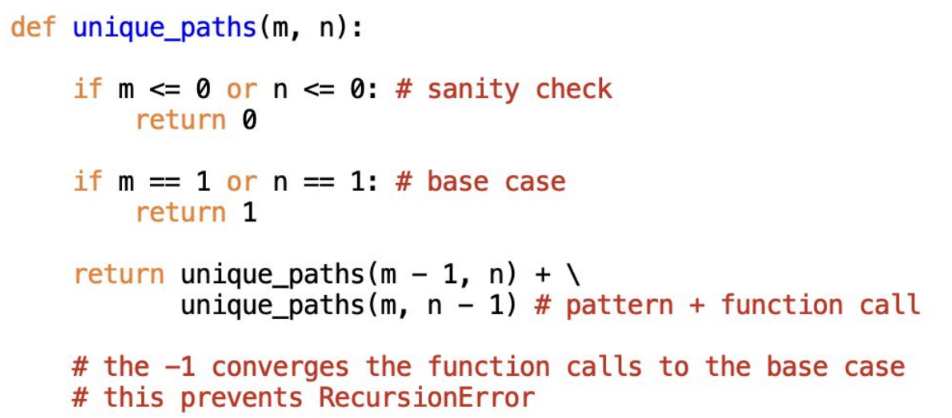 def unique_paths(m, n):
if m <= 0 or n <= 0: # sanity check
return 0
if m == 1 or n == 1: # base case
return 1
return unique_paths(m − 1, n) + \
unique_paths(m, n − 1) # pattern + function call
# the −1 converges the function calls to the base case
# this prevents RecursionError